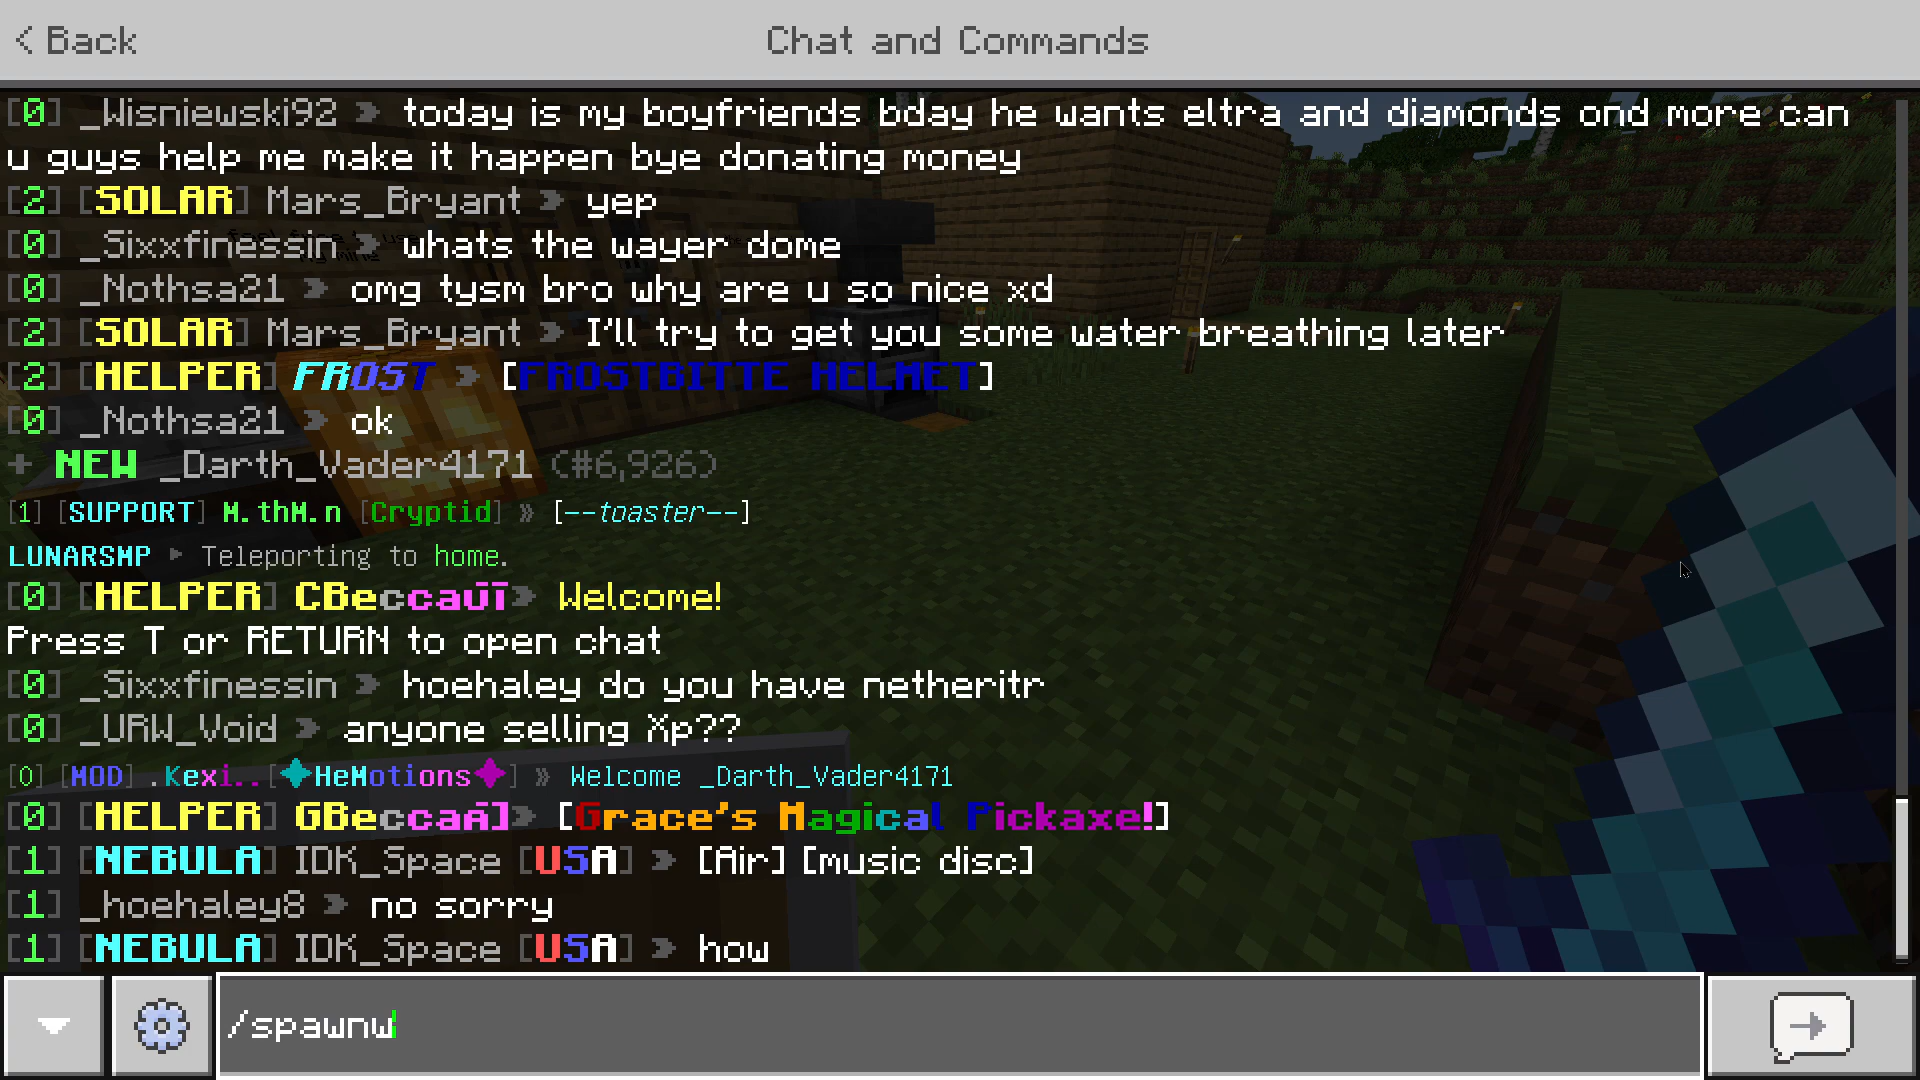 < Back
Chat and Commands
[0] _Wisniewski92 » today is my boyfriends bday he wants eltra and diamonds ond more can
u guys help me make it happen bye donating money
[2] [SOLAR] Mars_Bryant » yep
[0] _Sixxfinessin » whats the wayer dome
[0] _Nothsa21 » omg tysm bro why are u so nice xd
[2] [SOLAR] Mars_Bryant » I'll try to get you some water breathing later
[2] [HELPER] FROST » [FROSTBITTE HELMET]
[0] _Nothsa21 » ok
+ NEW _Darth_Vader4171 (#6,926)
[1] [SUPPORT] M.thM.n [Cryptid] » [--toaster--]
LUNARSMP ▸ Teleporting to home.
[0] [HELPER] CBeccaūī » Welcome!
Press T or RETURN to open chat
[0] _Sixxfinessin » hoehaley do you have netheritr
[0] _URW_Void » anyone selling Xp??
[0] [MOD] .Kexi..[✦HeMotions✦] » Welcome _Darth_Vader4171
[0] [HELPER] GBeccaā]» [Grace's Magical Pickaxe!]
[1] [NEBULA] IDK_Space [USA] » [Air] [music disc]
[1] _hoehaley8 » no sorry
[1] [NEBULA] IDK_Space [USA] » how
/spawnw